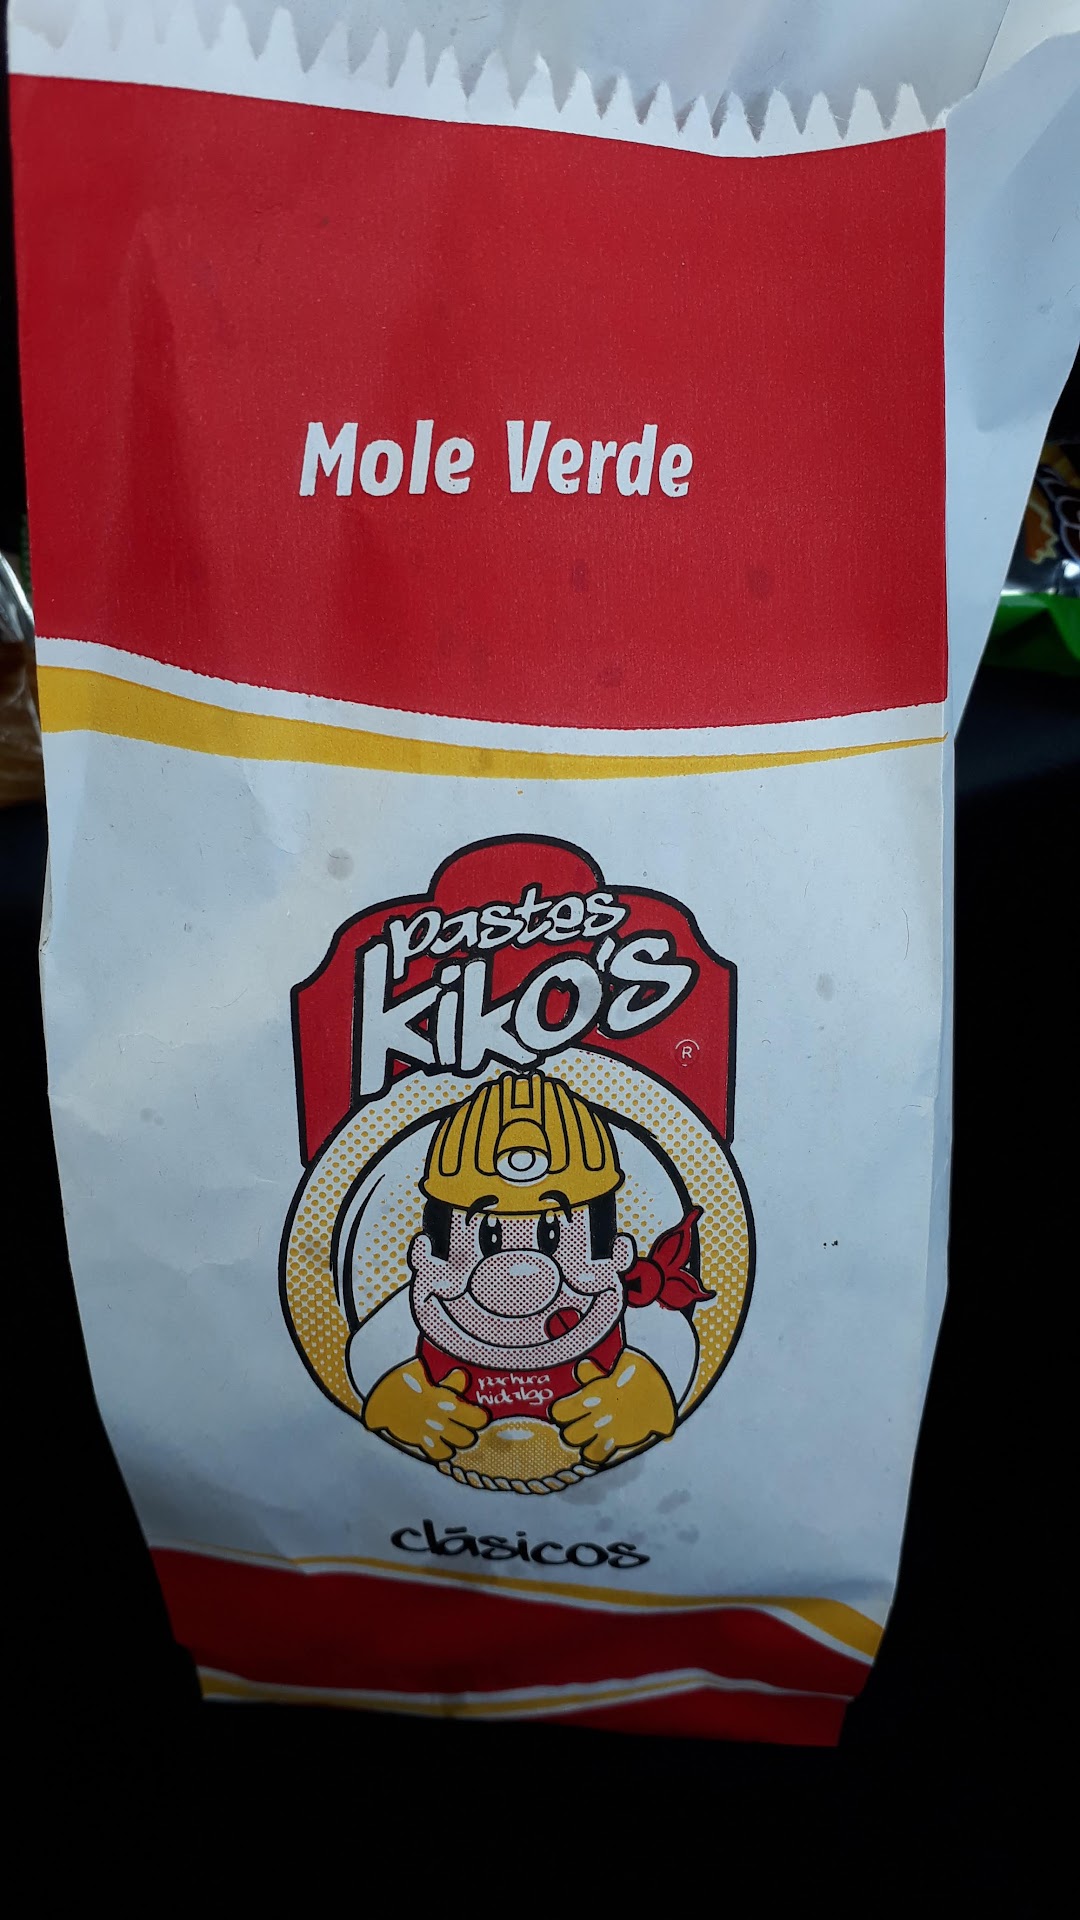 Mole Verde
pastes
kiko's
®
pachuca
hidalgo
clásicos